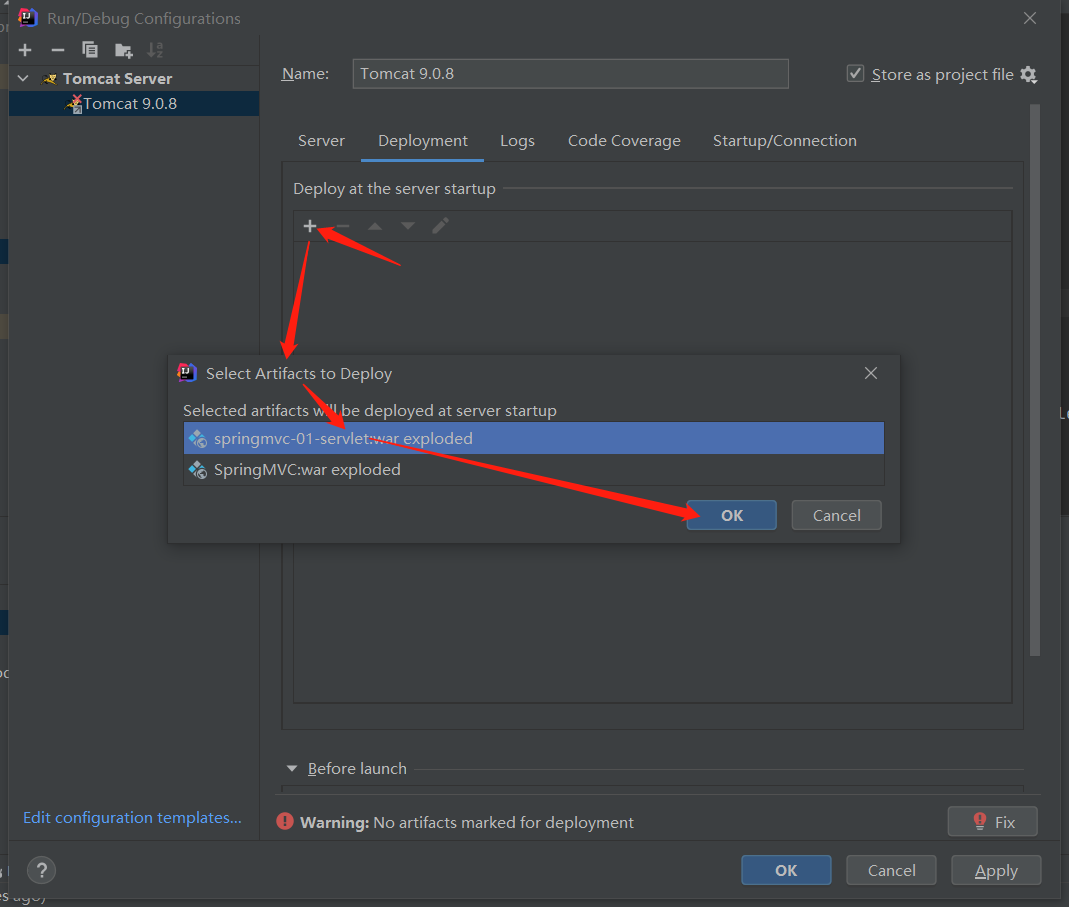 Run/Debug Configurations
Tomcat Server
Tomcat 9.0.8
Name: Tomcat 9.0.8 Store as project file
Server Deployment Logs Code Coverage Startup/Connection
Deploy at the server startup
Select Artifacts to Deploy
Selected artifacts will be deployed at server startup
springmvc-01-servlet:war exploded
SpringMVC:war exploded
OK Cancel
Before launch
Edit configuration templates...
Warning: No artifacts marked for deployment Fix
? OK Cancel Apply